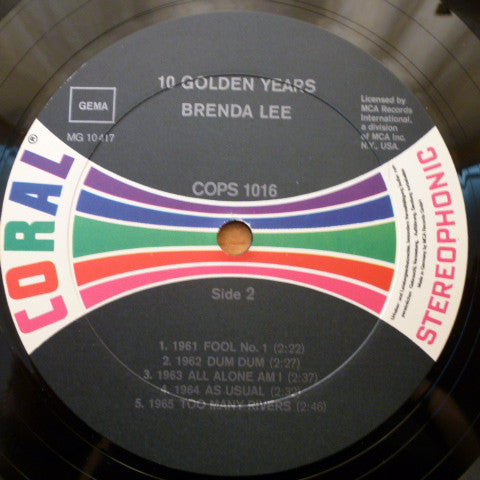 10 GOLDEN YEARS
BRENDA LEE
GEMA
MG 10417
Licensed by
MCA Records
International,
a division
of MCA Inc.
N.Y., USA.
CORAL®
COPS 1016
STEREOPHONIC
Side 2
1. 1961 FOOL No. 1 (2:22)
2. 1962 DUM DUM (2:27)
3. 1963 ALL ALONE AM I (2:37)
4. 1964 AS USUAL
5. 1965 TOO MANY RIVERS (2:46)